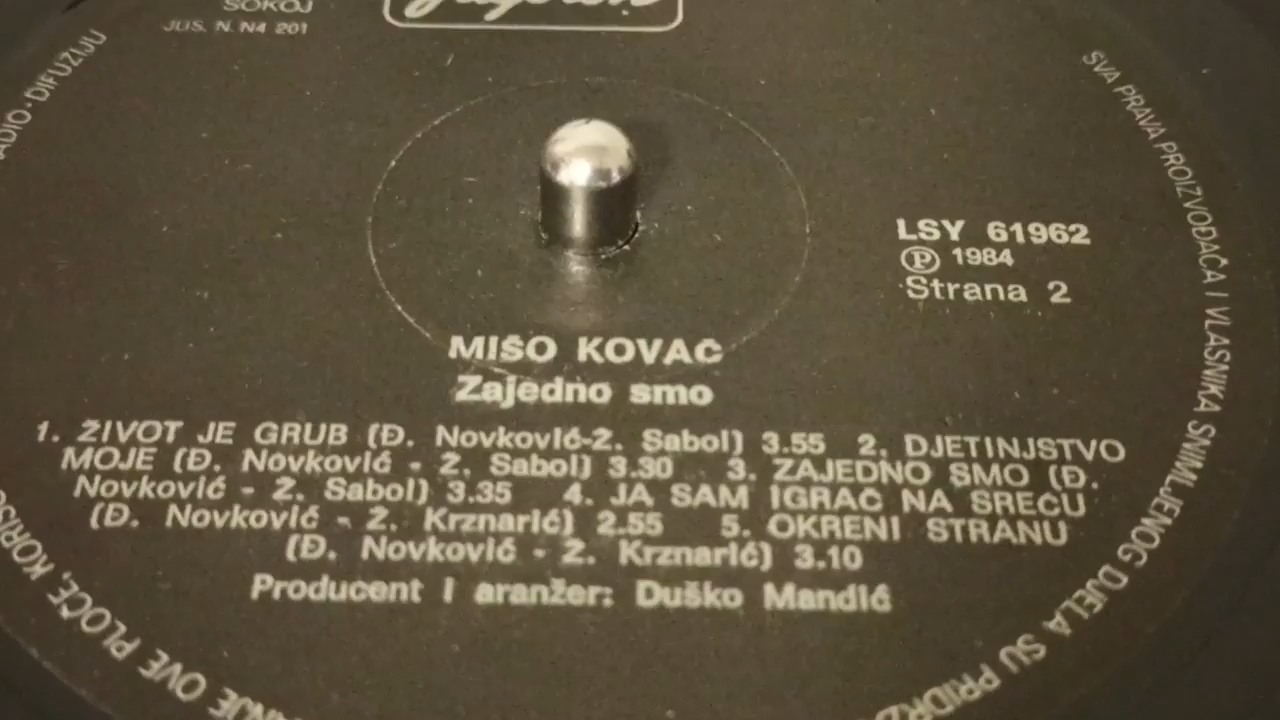 SOKOJ
JUS. N. N4 201
Jugoton
LSY 61962
Ⓟ 1984
Strana 2
MIŠO KOVAČ
Zajedno smo
1. ŽIVOT JE GRUB (Đ. Novković-Ž. Sabol) 3.55 2. DJETINJSTVO
MOJE (Đ. Novković - Ž. Sabol) 3.30 3. ZAJEDNO SMO (Đ.
Novković - Ž. Sabol) 3.35 4. JA SAM IGRAČ NA SREĆU
(Đ. Novković - Ž. Krznarić) 2.55 5. OKRENI STRANU
(Đ. Novković - Ž. Krznarić) 3.10
Producent i aranžer: Duško Mandić
SVA PRAVA PROIZVOĐAČA I VLASNIKA SNIMLJENOG DJELA SU PRIDRŽ
ANJE OVE PLOČE, KORIŠĆ
ADIO-DIFUZIJU